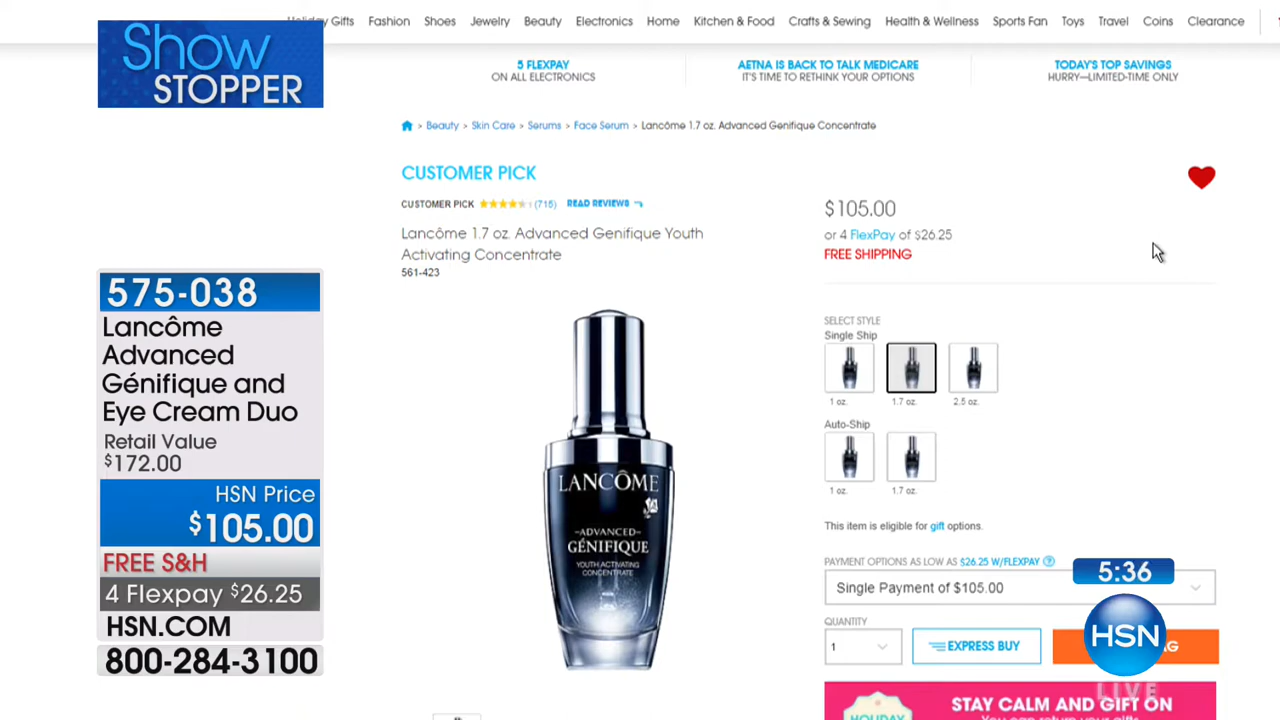 Holiday Gifts Fashion Shoes Jewelry Beauty Electronics Home Kitchen & Food Crafts & Sewing Health & Wellness Sports Fan Toys Travel Coins Clearance
Show
STOPPER
5 FLEXPAY
ON ALL ELECTRONICS
AETNA IS BACK TO TALK MEDICARE
IT'S TIME TO RETHINK YOUR OPTIONS
TODAY'S TOP SAVINGS
HURRY—LIMITED-TIME ONLY
> Beauty > Skin Care > Serums > Face Serum > Lancôme 1.7 oz. Advanced Genifique Concentrate
CUSTOMER PICK
CUSTOMER PICK (715) READ REVIEWS
Lancôme 1.7 oz. Advanced Genifique Youth
Activating Concentrate
561-423
$105.00
or 4 FlexPay of $26.25
FREE SHIPPING
575-038
Lancôme
Advanced
Génifique and
Eye Cream Duo
Retail Value
$172.00
HSN Price
$105.00
FREE S&H
4 Flexpay $26.25
HSN.COM
800-284-3100
LANCÔME
ADVANCED
GÉNIFIQUE
YOUTH ACTIVATING
CONCENTRATE
SELECT STYLE
Single Ship
1 oz. 1.7 oz. 2.5 oz.
Auto-Ship
1 oz. 1.7 oz.
This item is eligible for gift options.
PAYMENT OPTIONS AS LOW AS $26.25 W/FLEXPAY ?
Single Payment of $105.00
5:36
QUANTITY
1
EXPRESS BUY
HSN
AG
LIVE
HOLIDAY
STAY CALM AND GIFT ON
You can return your gifts